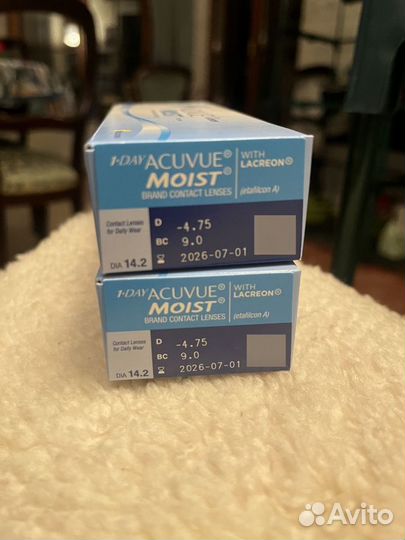 1-DAY ACUVUE®
MOIST®
BRAND CONTACT LENSES
WITH
LACREON®
(etafilcon A)
Contact Lenses
for Daily Wear
D -4.75
BC 9.0
2026-07-01
DIA 14.2
1-DAY ACUVUE®
MOIST®
BRAND CONTACT LENSES
WITH
LACREON®
(etafilcon A)
Contact Lenses
for Daily Wear
D -4.75
BC 9.0
2026-07-01
DIA 14.2
Avito